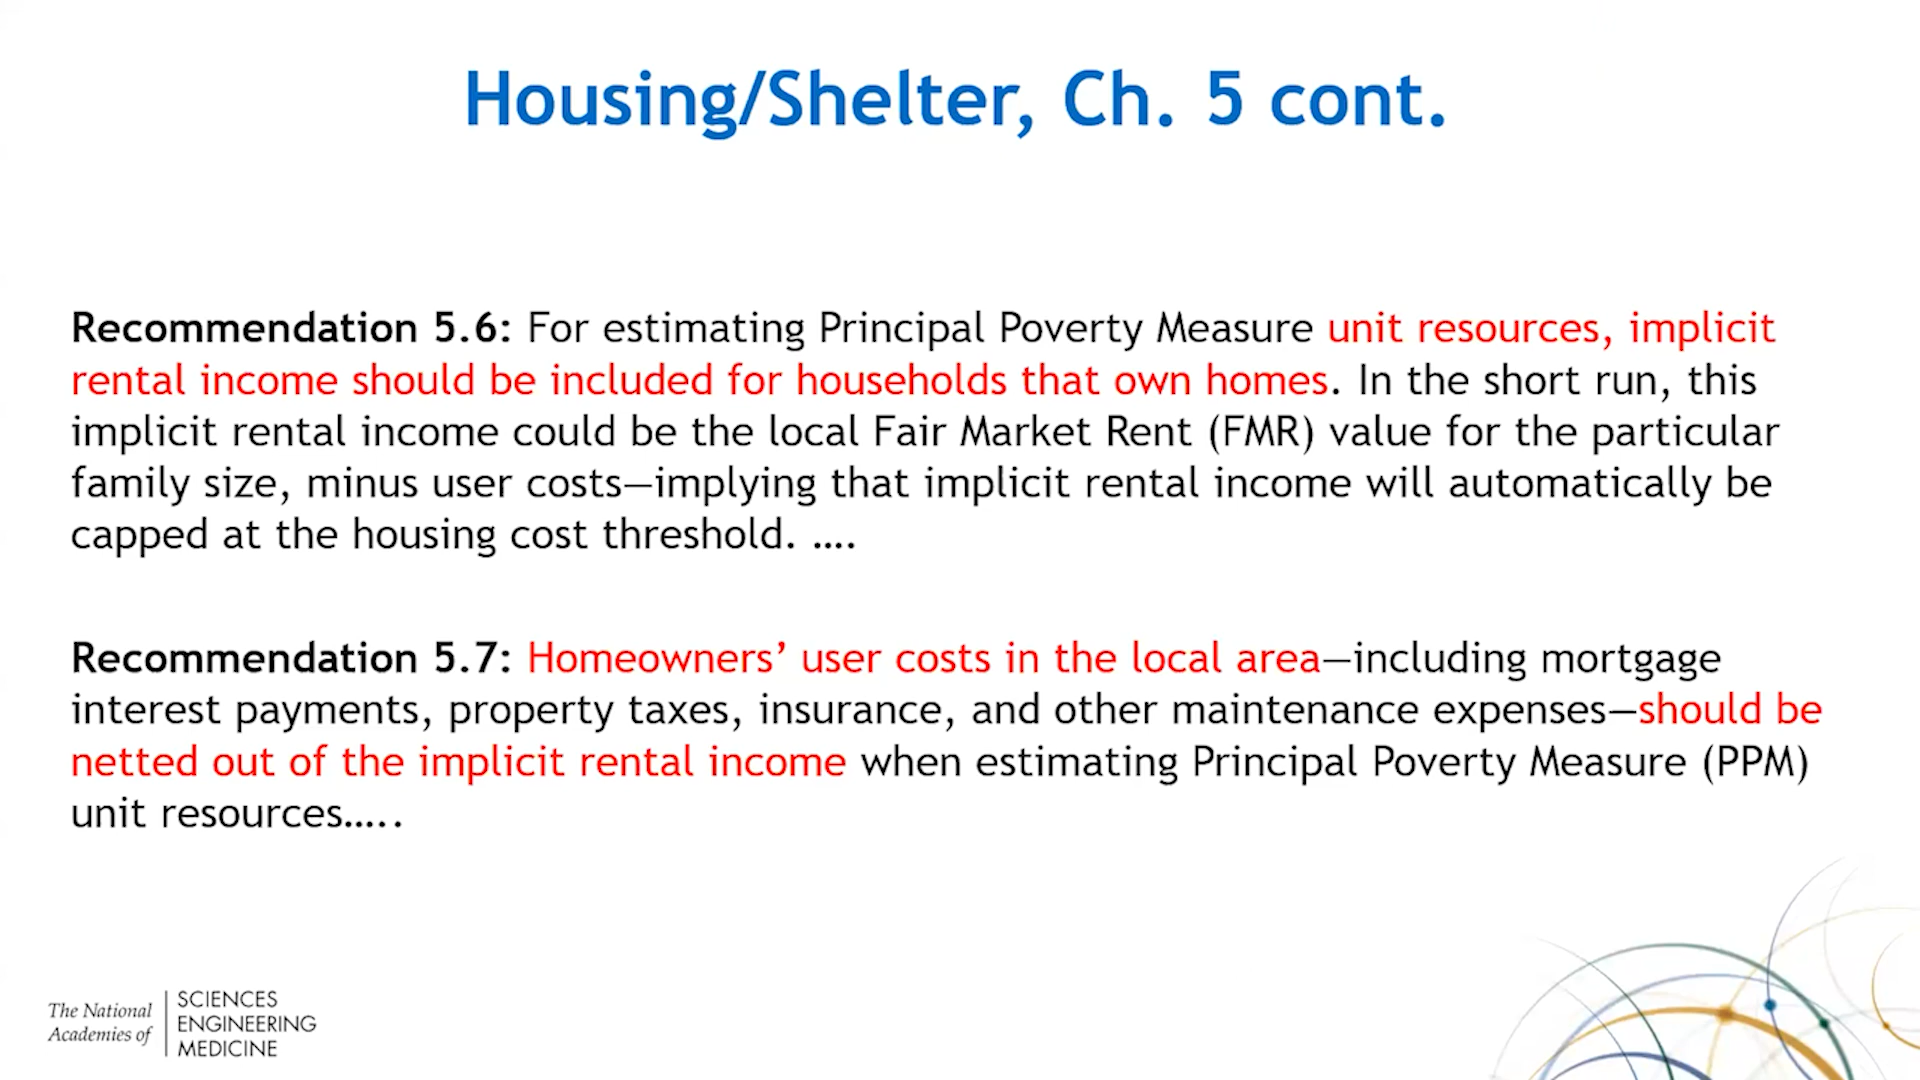 Housing/Shelter, Ch. 5 cont.
Recommendation 5.6: For estimating Principal Poverty Measure unit resources, implicit
rental income should be included for households that own homes. In the short run, this
implicit rental income could be the local Fair Market Rent (FMR) value for the particular
family size, minus user costs—implying that implicit rental income will automatically be
capped at the housing cost threshold. ….
Recommendation 5.7: Homeowners’ user costs in the local area—including mortgage
interest payments, property taxes, insurance, and other maintenance expenses—should be
netted out of the implicit rental income when estimating Principal Poverty Measure (PPM)
unit resources…..
The National
Academies of
SCIENCES
ENGINEERING
MEDICINE